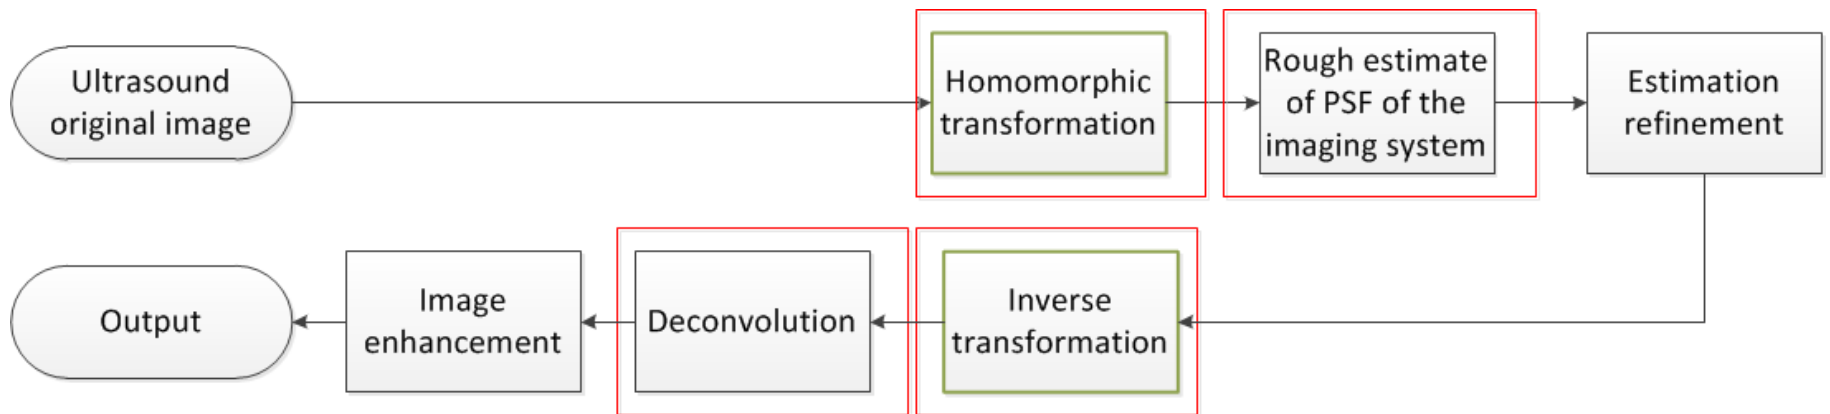 Ultrasound
original image
Homomorphic
transformation
Rough estimate
of PSF of the
imaging system
Estimation
refinement
Inverse
transformation
Deconvolution
Image
enhancement
Output